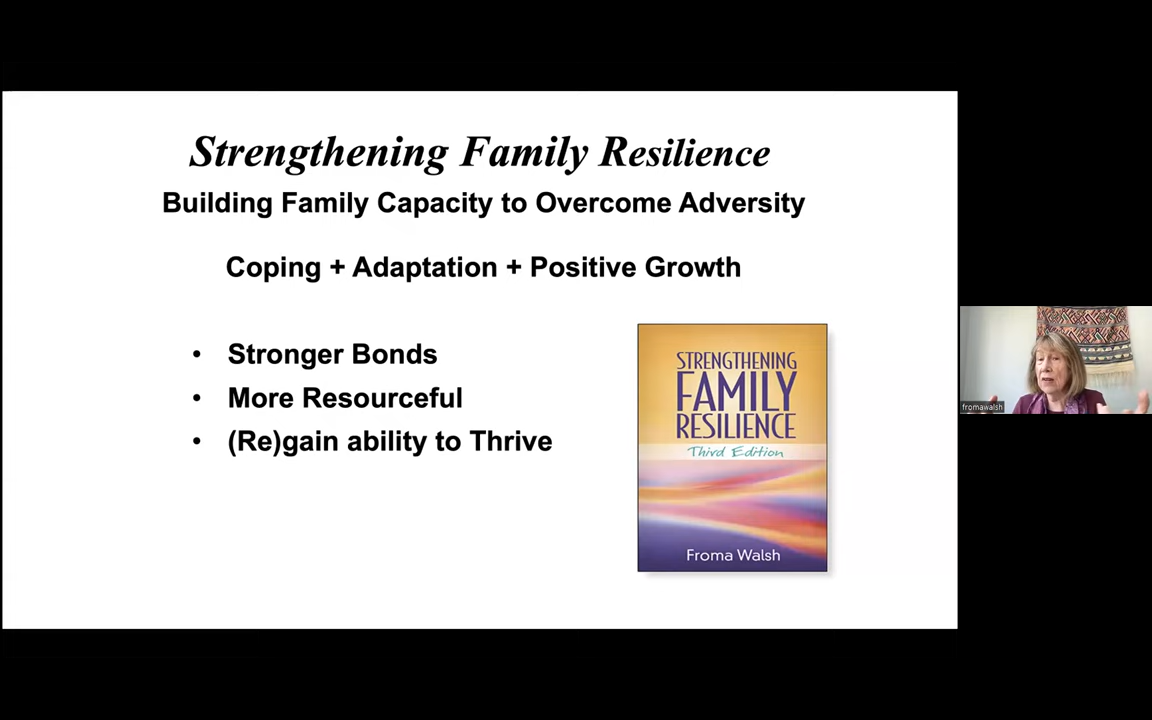 Strengthening Family Resilience
Building Family Capacity to Overcome Adversity
Coping + Adaptation + Positive Growth
• Stronger Bonds
• More Resourceful
• (Re)gain ability to Thrive
STRENGTHENING
FAMILY
RESILIENCE
Third Edition
Froma Walsh
fromawalsh